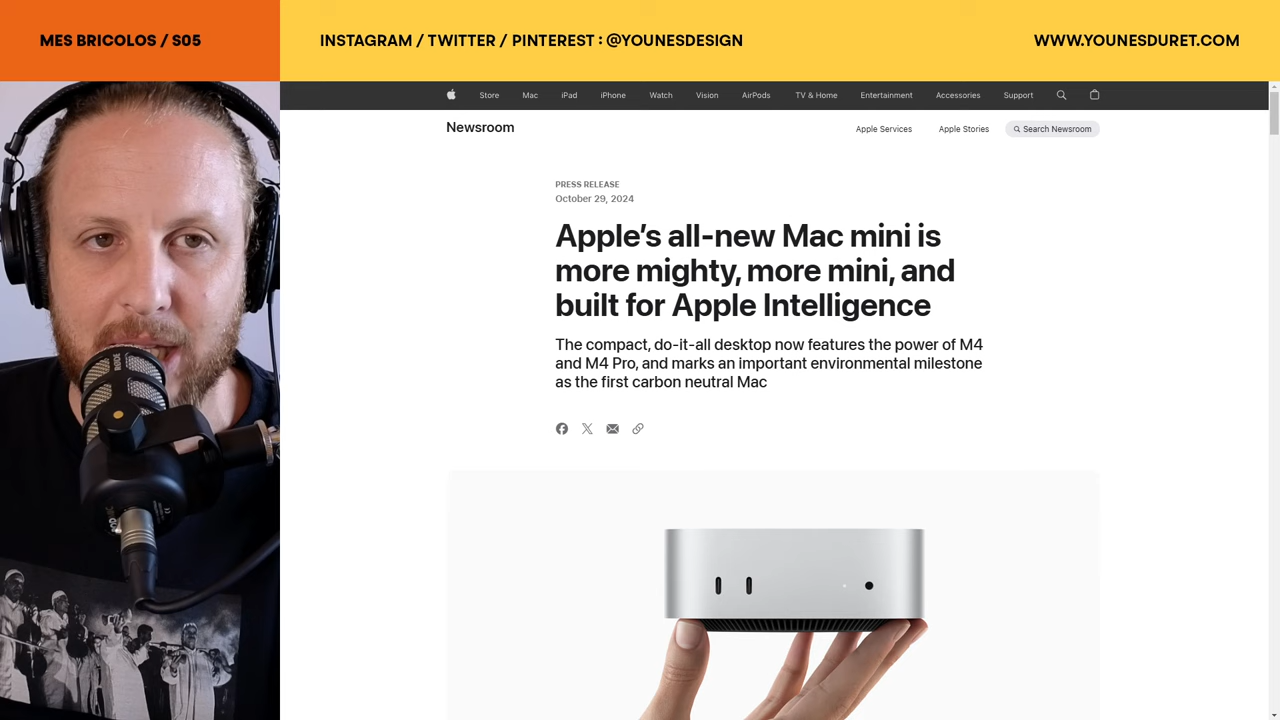 MES BRICOLOS / S05
INSTAGRAM / TWITTER / PINTEREST : @YOUNESDESIGN
WWW.YOUNESDURET.COM
Store Mac iPad iPhone Watch Vision AirPods TV & Home Entertainment Accessories Support
Newsroom
Apple Services Apple Stories Search Newsroom
PRESS RELEASE
October 29, 2024
Apple’s all-new Mac mini is
more mighty, more mini, and
built for Apple Intelligence
The compact, do-it-all desktop now features the power of M4
and M4 Pro, and marks an important environmental milestone
as the first carbon neutral Mac
RØDE